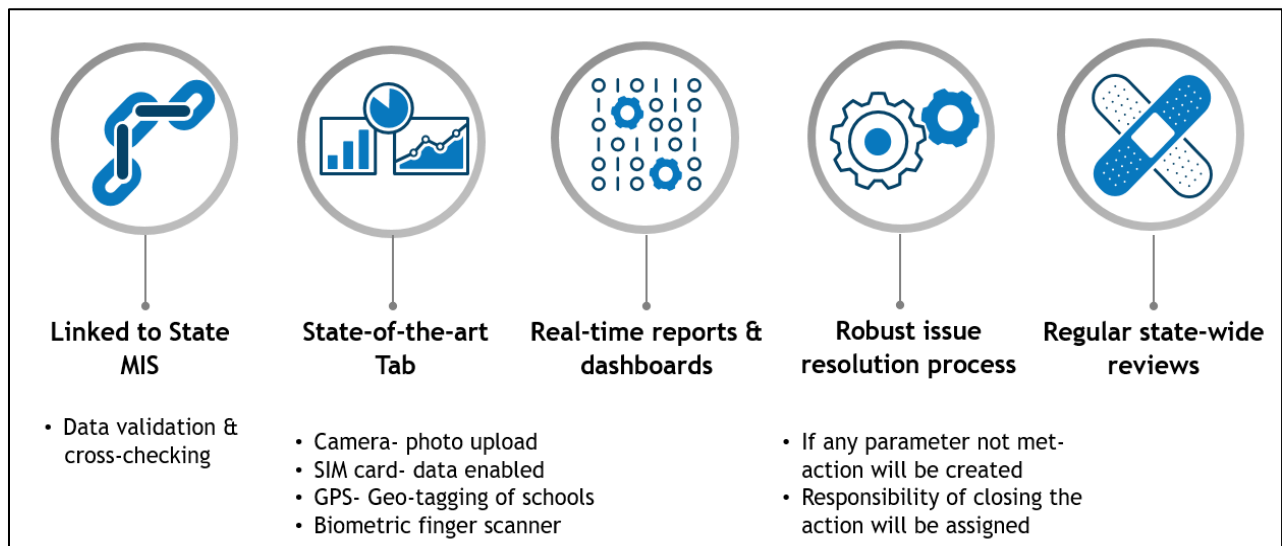 Linked to State
MIS
• Data validation &
cross-checking
State-of-the-art
Tab
• Camera- photo upload
• SIM card- data enabled
• GPS- Geo-tagging of schools
• Biometric finger scanner
Real-time reports &
dashboards
Robust issue
resolution process
• If any parameter not met-
action will be created
• Responsibility of closing the
action will be assigned
Regular state-wide
reviews